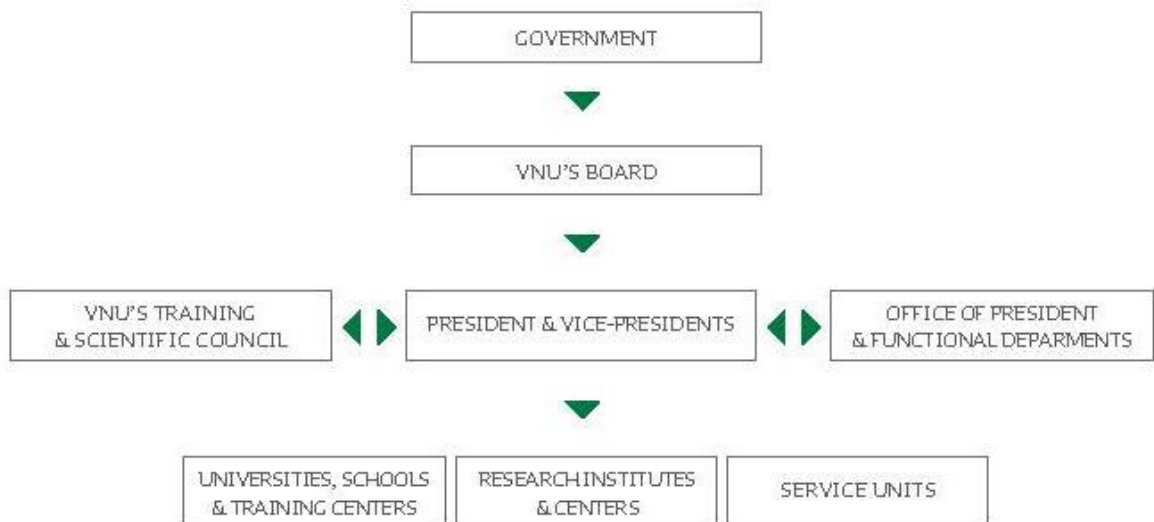 GOVERNMENT
VNU'S BOARD
VNU'S TRAINING
& SCIENTIFIC COUNCIL
PRESIDENT & VICE-PRESIDENTS
OFFICE OF PRESIDENT
& FUNCTIONAL DEPARMENTS
UNIVERSITIES, SCHOOLS
& TRAINING CENTERS
RESEARCH INSTITUTES
& CENTERS
SERVICE UNITS